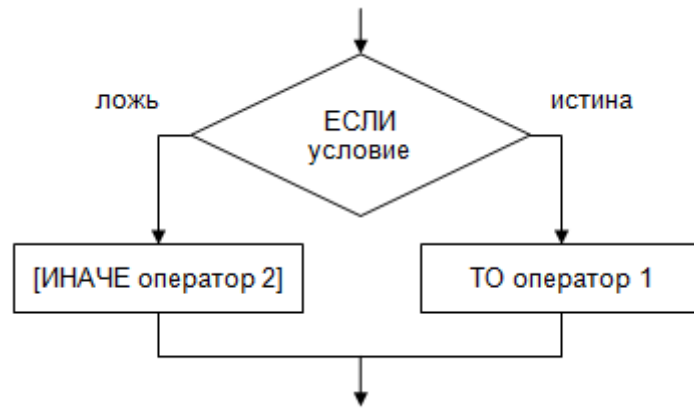 ложь
истина
ЕСЛИ
условие
[ИНАЧЕ оператор 2]
ТО оператор 1